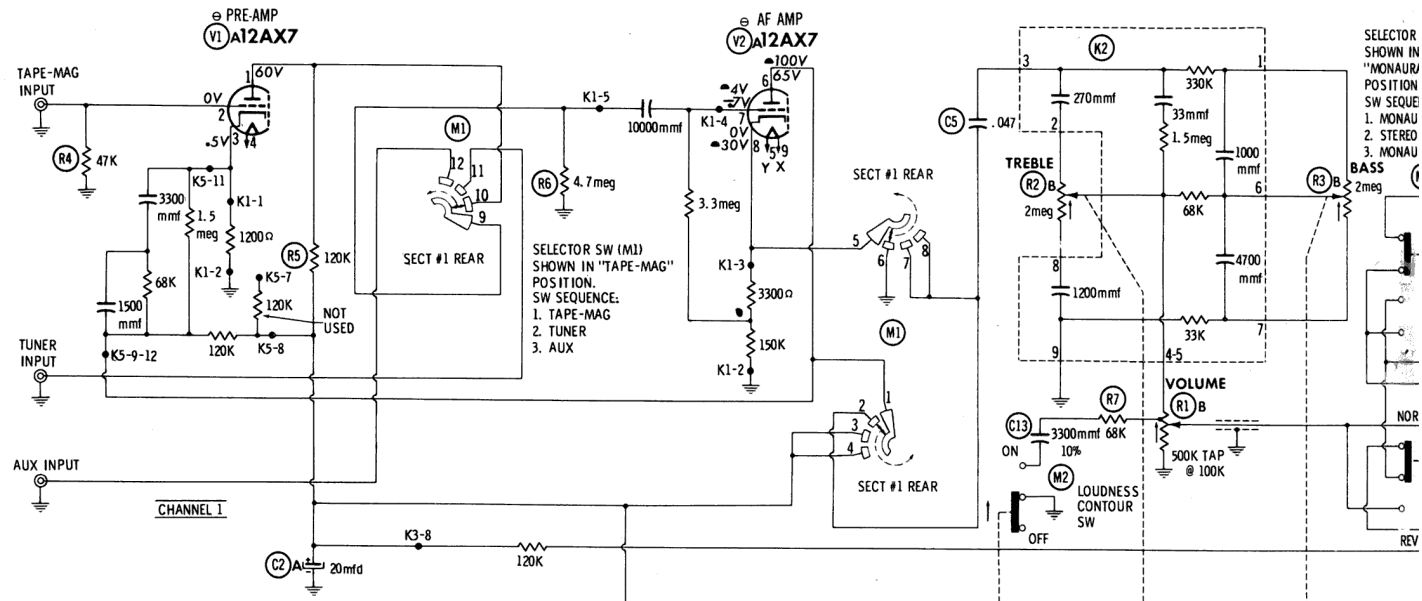 ⊖ PRE-AMP
V1 A 12AX7
⊖ AF AMP
V2 A 12AX7
TAPE-MAG
INPUT
1
60V
0V
2
.5V
3
4
R4
47K
K5-11
3300
mmf
1.5
meg
K1-1
1200Ω
K1-2
68K
1500
mmf
K5-7
120K
NOT
USED
120K
K5-8
K5-9-12
R5
120K
TUNER
INPUT
AUX INPUT
CHANNEL 1
C2 A
20mfd
K3-8
120K
M1
12
11
10
9
SECT #1 REAR
SELECTOR SW (M1)
SHOWN IN "TAPE-MAG"
POSITION.
SW SEQUENCE:
1. TAPE-MAG
2. TUNER
3. AUX
R6
4.7meg
K1-5
10000mmf
K1-4
3.3meg
100V
65V
6
.4V
.7V
7
0V
30V
8
5
9
Y X
K1-3
3300Ω
150K
K1-2
SECT #1 REAR
5
6
7
8
M1
1
2
3
4
SECT #1 REAR
C5
.047
K2
3
270mmf
2
TREBLE
R2 B
2meg
8
1200mmf
9
33mmf
1.5meg
330K
1
1000
mmf
68K
6
4700
mmf
33K
7
4-5
R3 B
BASS
2meg
VOLUME
R1 B
500K TAP
@ 100K
R7
68K
C13
3300mmf
10%
ON
M2
LOUDNESS
CONTOUR
SW
OFF
SELECTOR
SHOWN IN
"MONAURA
POSITION
SW SEQUE
1. MONAU
2. STEREO
3. MONAU
M
NOR
REV